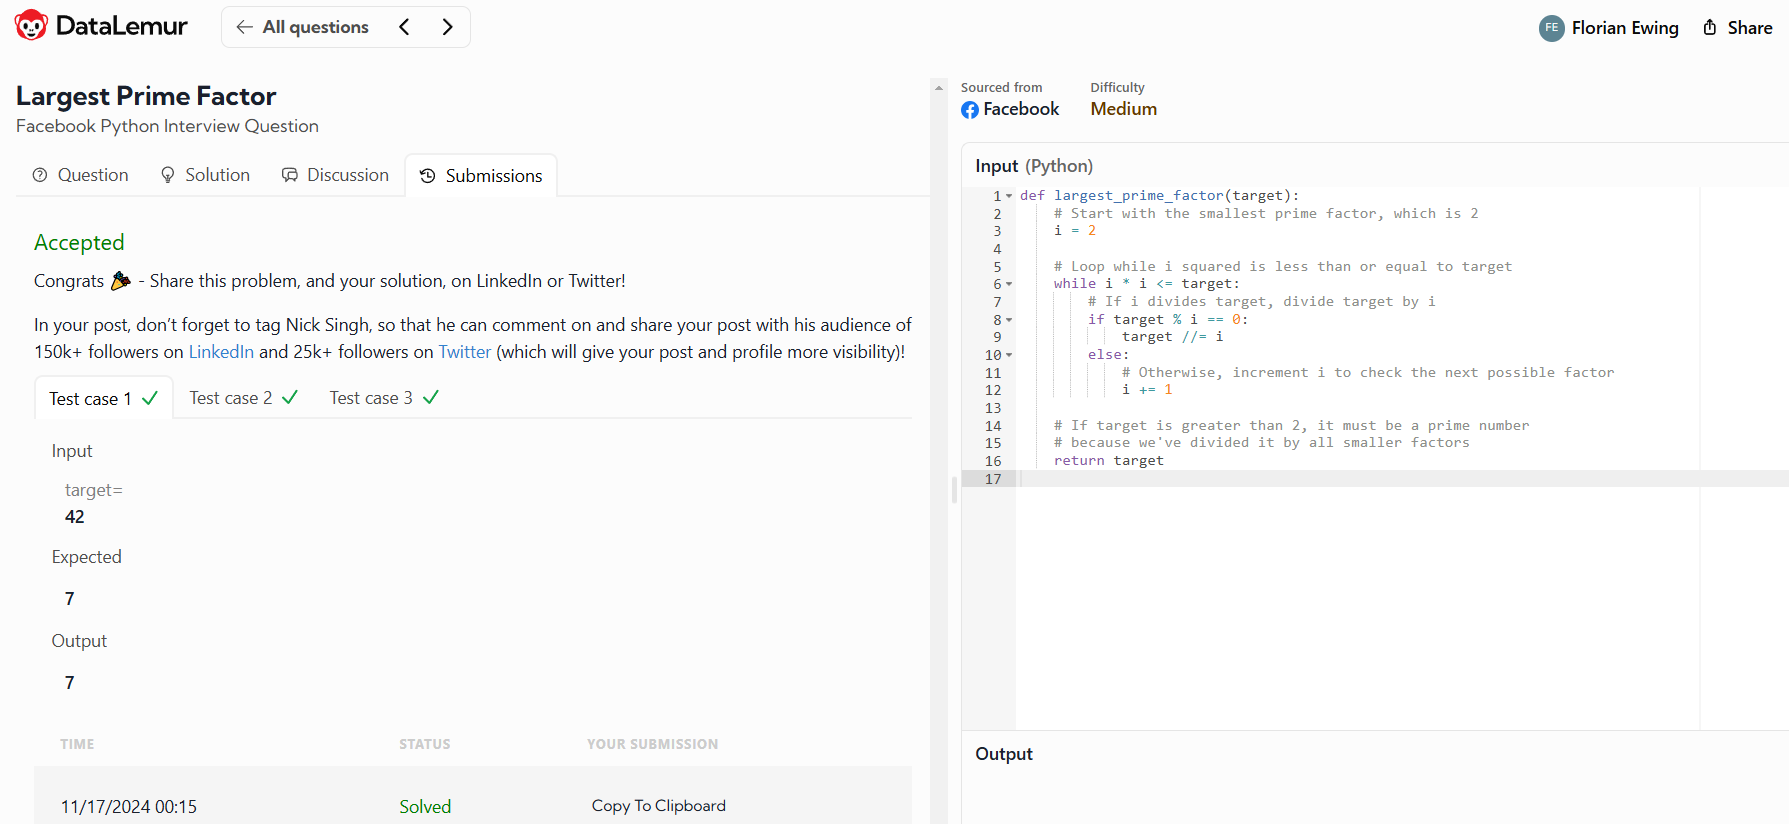 DataLemur
All questions
FE Florian Ewing
Share
Largest Prime Factor
Facebook Python Interview Question
Question
Solution
Discussion
Submissions
Accepted
Congrats 🎉 - Share this problem, and your solution, on LinkedIn or Twitter!
In your post, don’t forget to tag Nick Singh, so that he can comment on and share your post with his audience of
150k+ followers on LinkedIn and 25k+ followers on Twitter (which will give your post and profile more visibility)!
Test case 1 ✓ Test case 2 ✓ Test case 3 ✓
Input
target=
42
Expected
7
Output
7
TIME STATUS YOUR SUBMISSION
11/17/2024 00:15 Solved Copy To Clipboard
Sourced from
Facebook
Difficulty
Medium
Input (Python)
1 def largest_prime_factor(target):
2     # Start with the smallest prime factor, which is 2
3     i = 2
4
5     # Loop while i squared is less than or equal to target
6     while i * i <= target:
7         # If i divides target, divide target by i
8         if target % i == 0:
9             target //= i
10         else:
11             # Otherwise, increment i to check the next possible factor
12             i += 1
13
14     # If target is greater than 2, it must be a prime number
15     # because we've divided it by all smaller factors
16     return target
17
Output